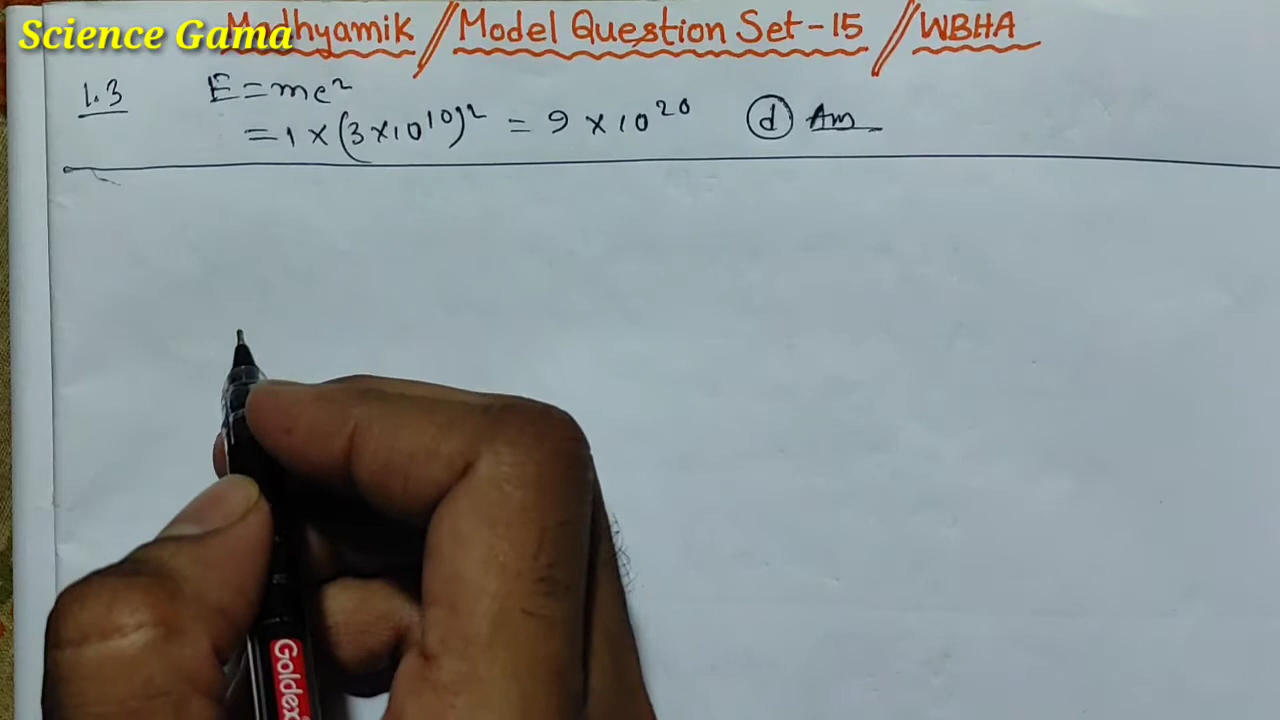 Science Gama
Madhyamik / Model Question Set-15 / WBHA
1.3 E = mc²
= 1 × (3×10¹⁰)² = 9 × 10²⁰ (d) Ans
Goldex